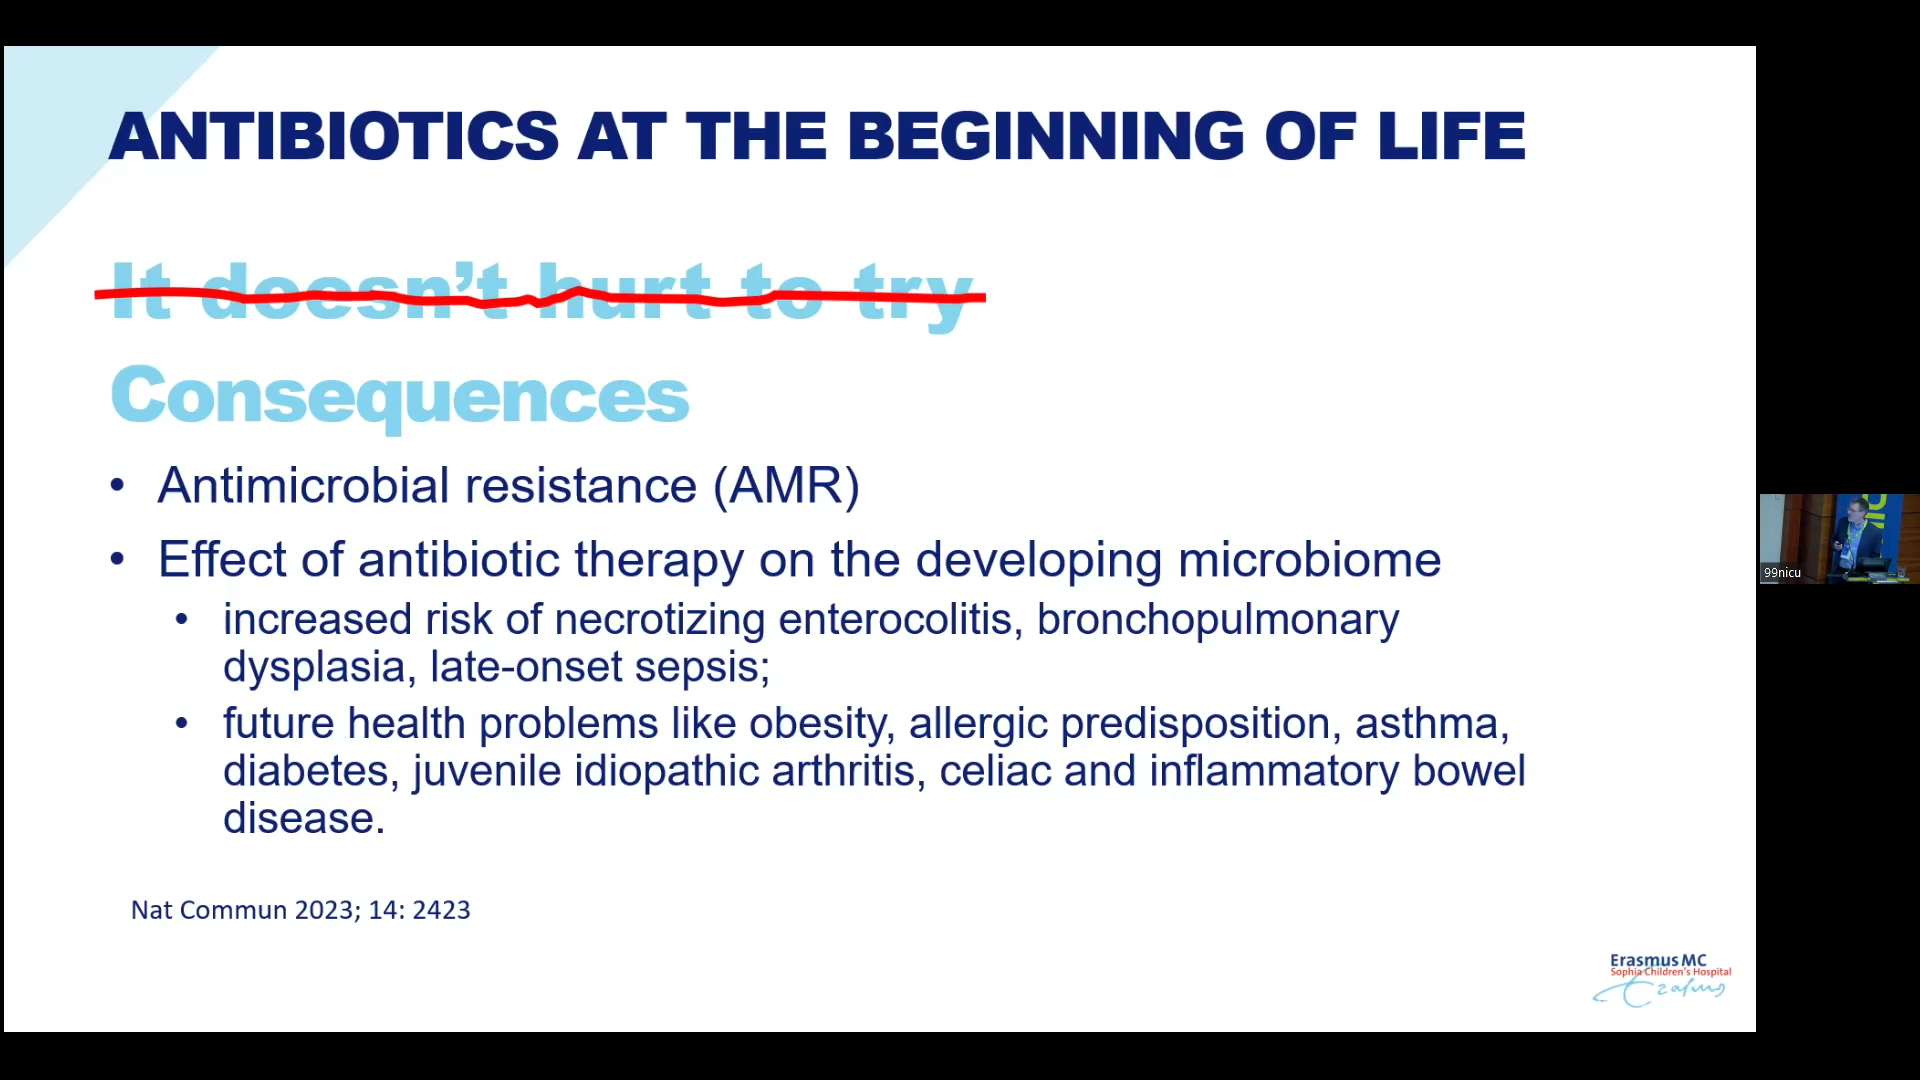 ANTIBIOTICS AT THE BEGINNING OF LIFE
It doesn’t hurt to try
Consequences
• Antimicrobial resistance (AMR)
• Effect of antibiotic therapy on the developing microbiome
• increased risk of necrotizing enterocolitis, bronchopulmonary
dysplasia, late-onset sepsis;
• future health problems like obesity, allergic predisposition, asthma,
diabetes, juvenile idiopathic arthritis, celiac and inflammatory bowel
disease.
Nat Commun 2023; 14: 2423
Erasmus MC
Sophia Children's Hospital
Erasmus
99nicu